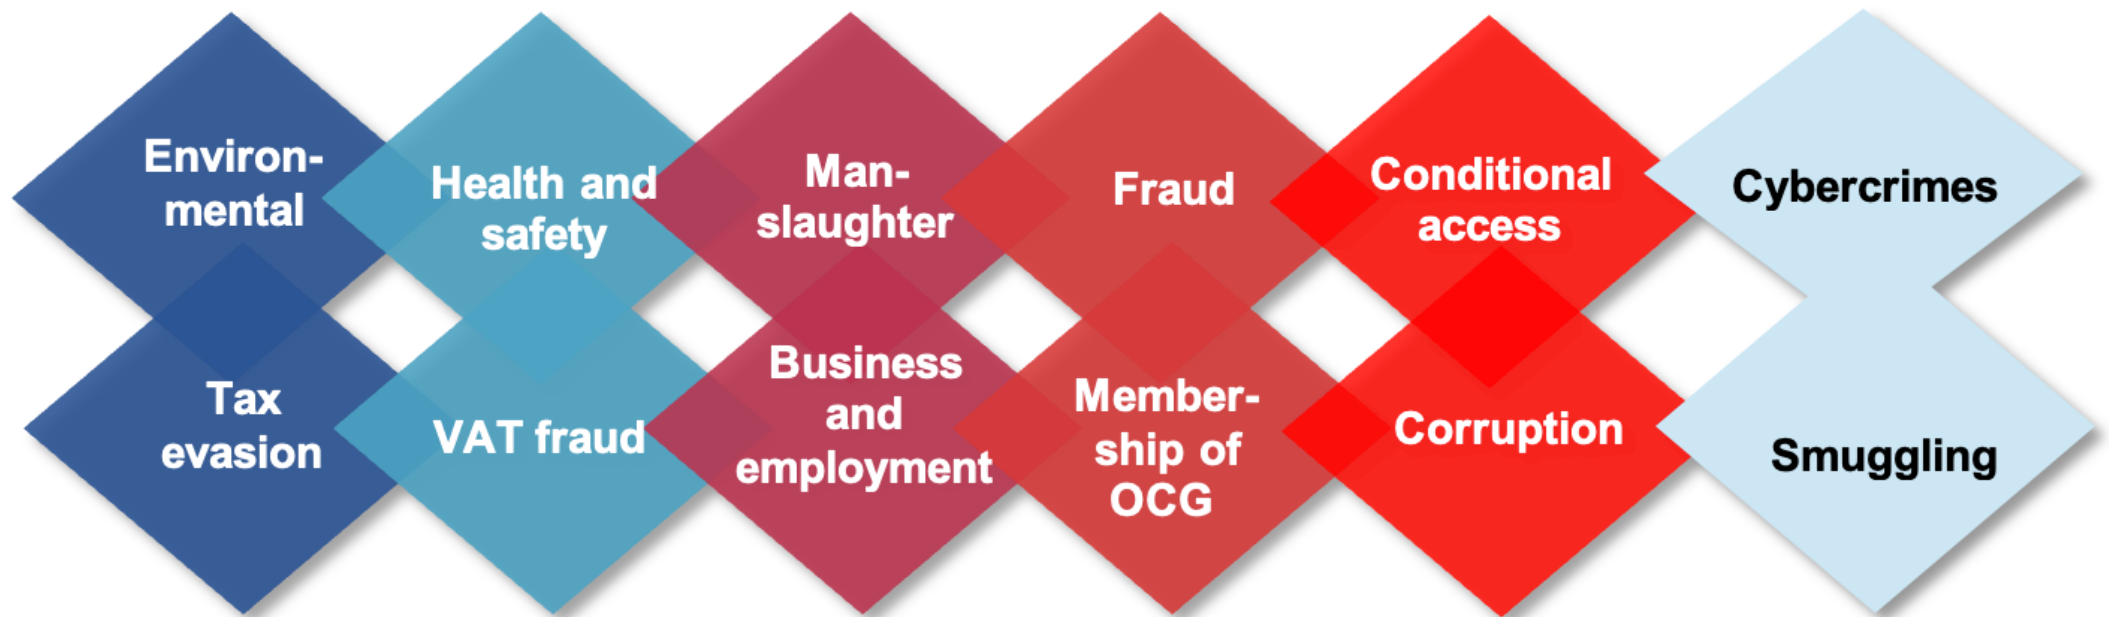 Environ-
mental
Health and
safety
Man-
slaughter
Fraud
Conditional
access
Cybercrimes
Tax
evasion
VAT fraud
Business
and
employment
Member-
ship of
OCG
Corruption
Smuggling